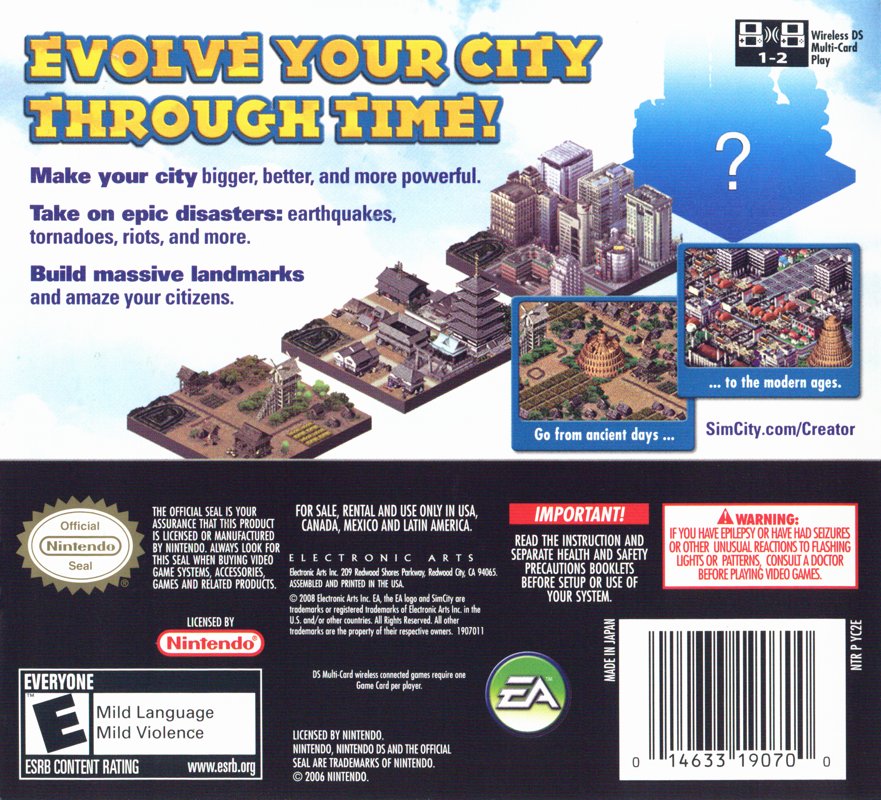 EVOLVE YOUR CITY
THROUGH TIME!
1-2
Wireless DS
Multi-Card
Play
?
Make your city bigger, better, and more powerful.
Take on epic disasters: earthquakes,
tornadoes, riots, and more.
Build massive landmarks
and amaze your citizens.
Go from ancient days ...
... to the modern ages.
SimCity.com/Creator
Official
Nintendo
Seal
®
THE OFFICIAL SEAL IS YOUR
ASSURANCE THAT THIS PRODUCT
IS LICENSED OR MANUFACTURED
BY NINTENDO. ALWAYS LOOK FOR
THIS SEAL WHEN BUYING VIDEO
GAME SYSTEMS, ACCESSORIES,
GAMES AND RELATED PRODUCTS.
LICENSED BY
Nintendo®
EVERYONE
E
™
Mild Language
Mild Violence
ESRB CONTENT RATING www.esrb.org
FOR SALE, RENTAL AND USE ONLY IN USA,
CANADA, MEXICO AND LATIN AMERICA.
ELECTRONIC ARTS
Electronic Arts Inc. 209 Redwood Shores Parkway, Redwood City, CA 94065.
ASSEMBLED AND PRINTED IN THE USA.
© 2008 Electronic Arts Inc. EA, the EA logo and SimCity are
trademarks or registered trademarks of Electronic Arts Inc. in the
U.S. and/or other countries. All Rights Reserved. All other
trademarks are the property of their respective owners. 1907011
DS Multi-Card wireless connected games require one
Game Card per player.
LICENSED BY NINTENDO.
NINTENDO, NINTENDO DS AND THE OFFICIAL
SEAL ARE TRADEMARKS OF NINTENDO.
© 2006 NINTENDO.
EA™
IMPORTANT!
READ THE INSTRUCTION AND
SEPARATE HEALTH AND SAFETY
PRECAUTIONS BOOKLETS
BEFORE SETUP OR USE OF
YOUR SYSTEM.
WARNING:
IF YOU HAVE EPILEPSY OR HAVE HAD SEIZURES
OR OTHER UNUSUAL REACTIONS TO FLASHING
LIGHTS OR PATTERNS, CONSULT A DOCTOR
BEFORE PLAYING VIDEO GAMES.
MADE IN JAPAN
NTR P YC2E
0 14633 19070 0